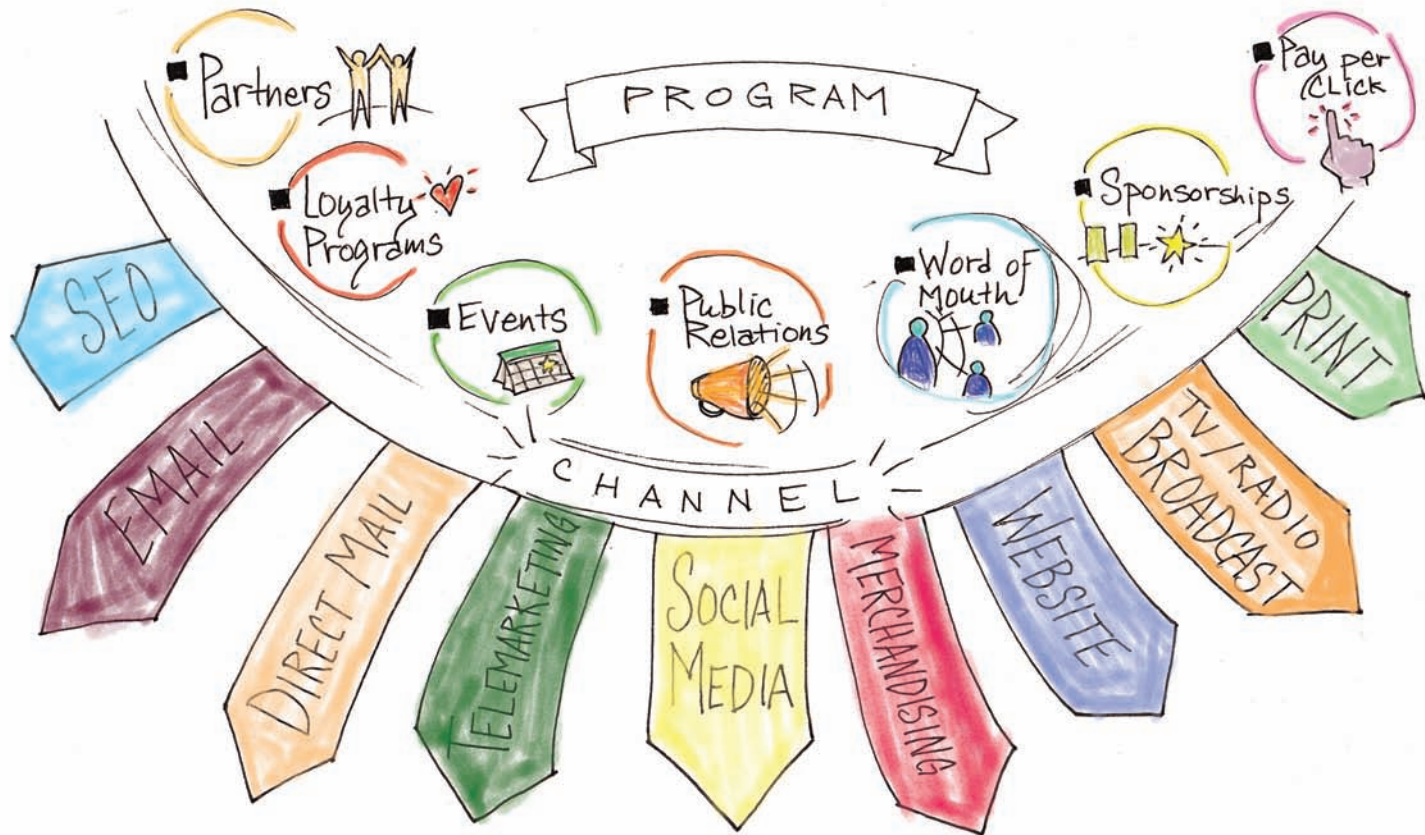 PROGRAM
Partners
Loyalty
Programs
Events
Public
Relations
Word of
Mouth
Sponsorships
Pay per
CLick
CHANNEL
SEO
EMAIL
DIRECT MAIL
TELEMARKETING
SOCIAL
MEDIA
MERCHANDISING
WEBSITE
TV/RADIO
BROADCAST
PRINT